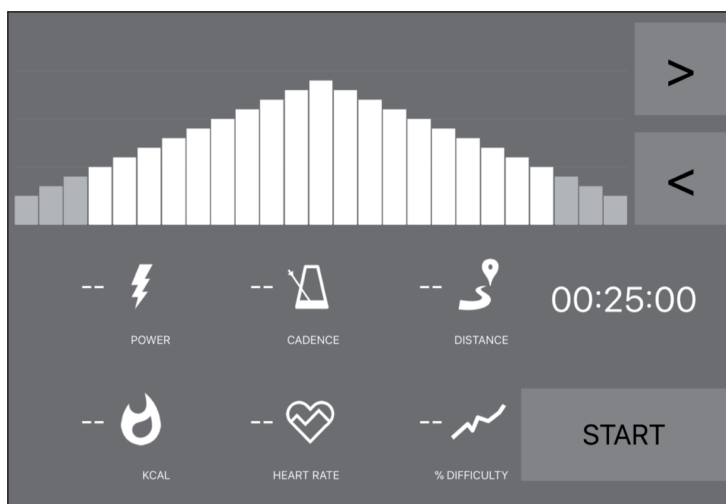 >
<
-- -- -- 00:25:00
POWER CADENCE DISTANCE
-- -- -- START
KCAL HEART RATE % DIFFICULTY